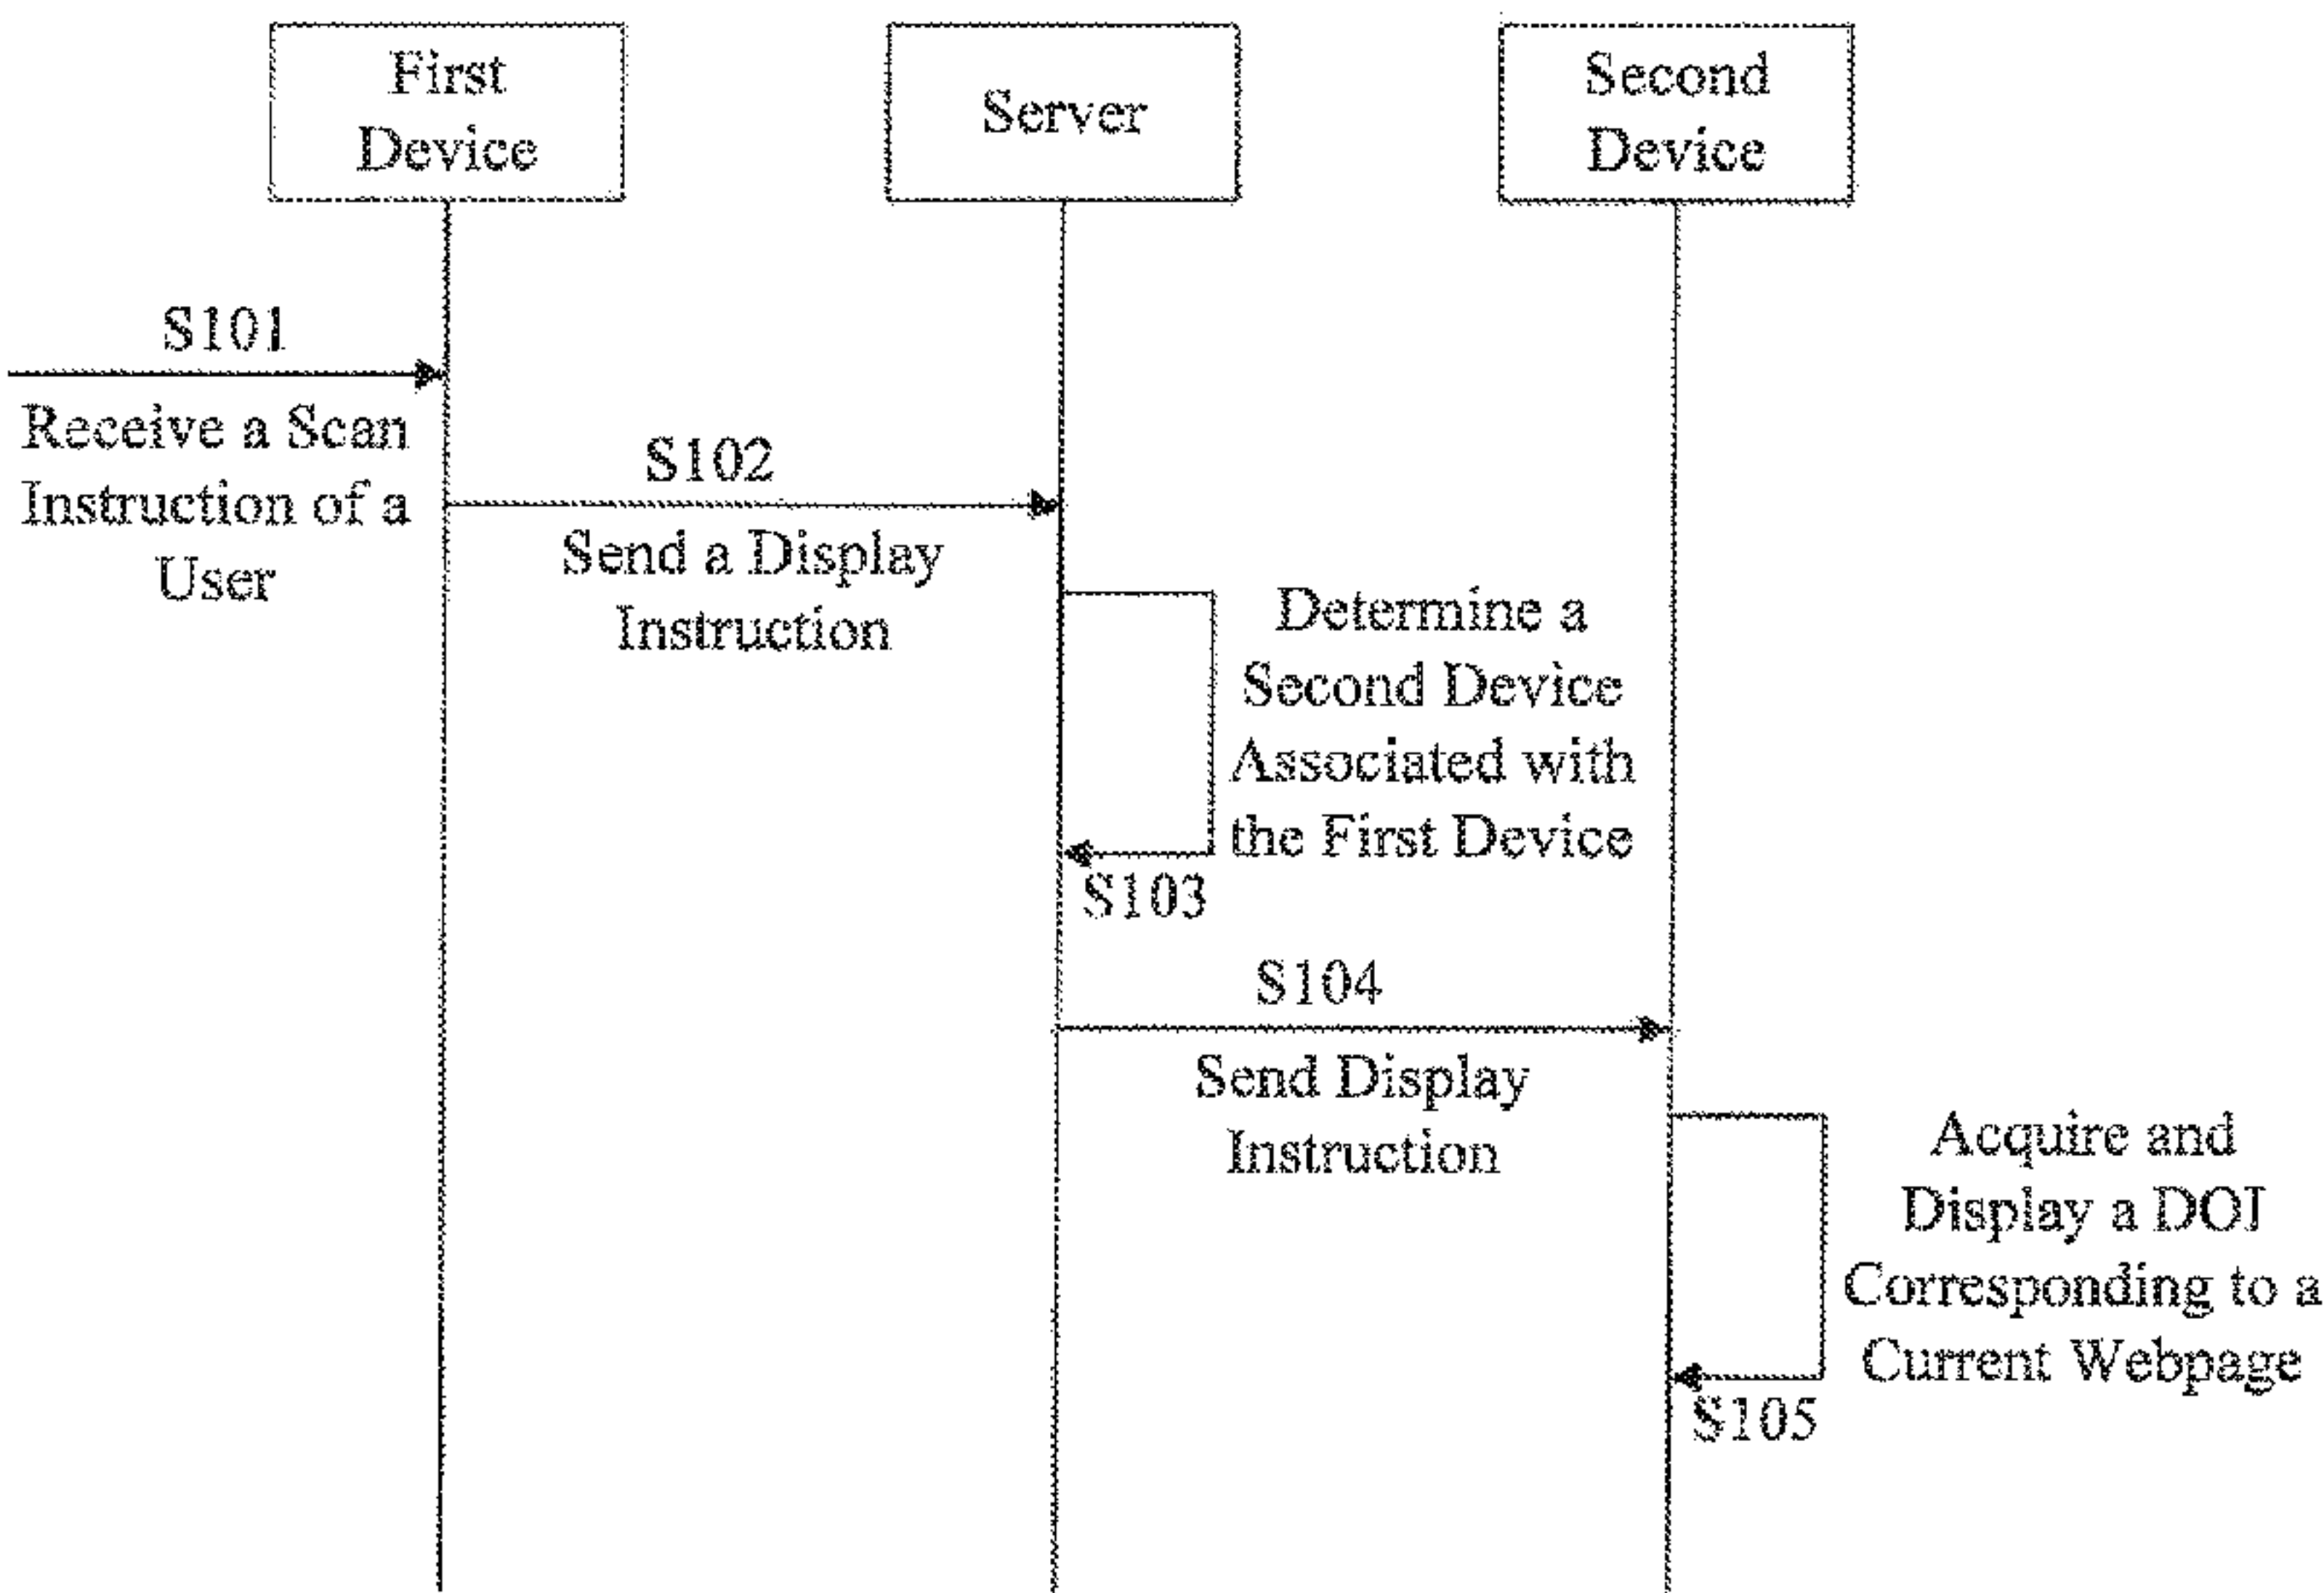 First
Device
Server
Second
Device
S101
Receive a Scan
Instruction of a
User
S102
Send a Display
Instruction
Determine a
Second Device
Associated with
the First Device
S103
S104
Send Display
Instruction
Acquire and
Display a DOI
Corresponding to a
Current Webpage
S105